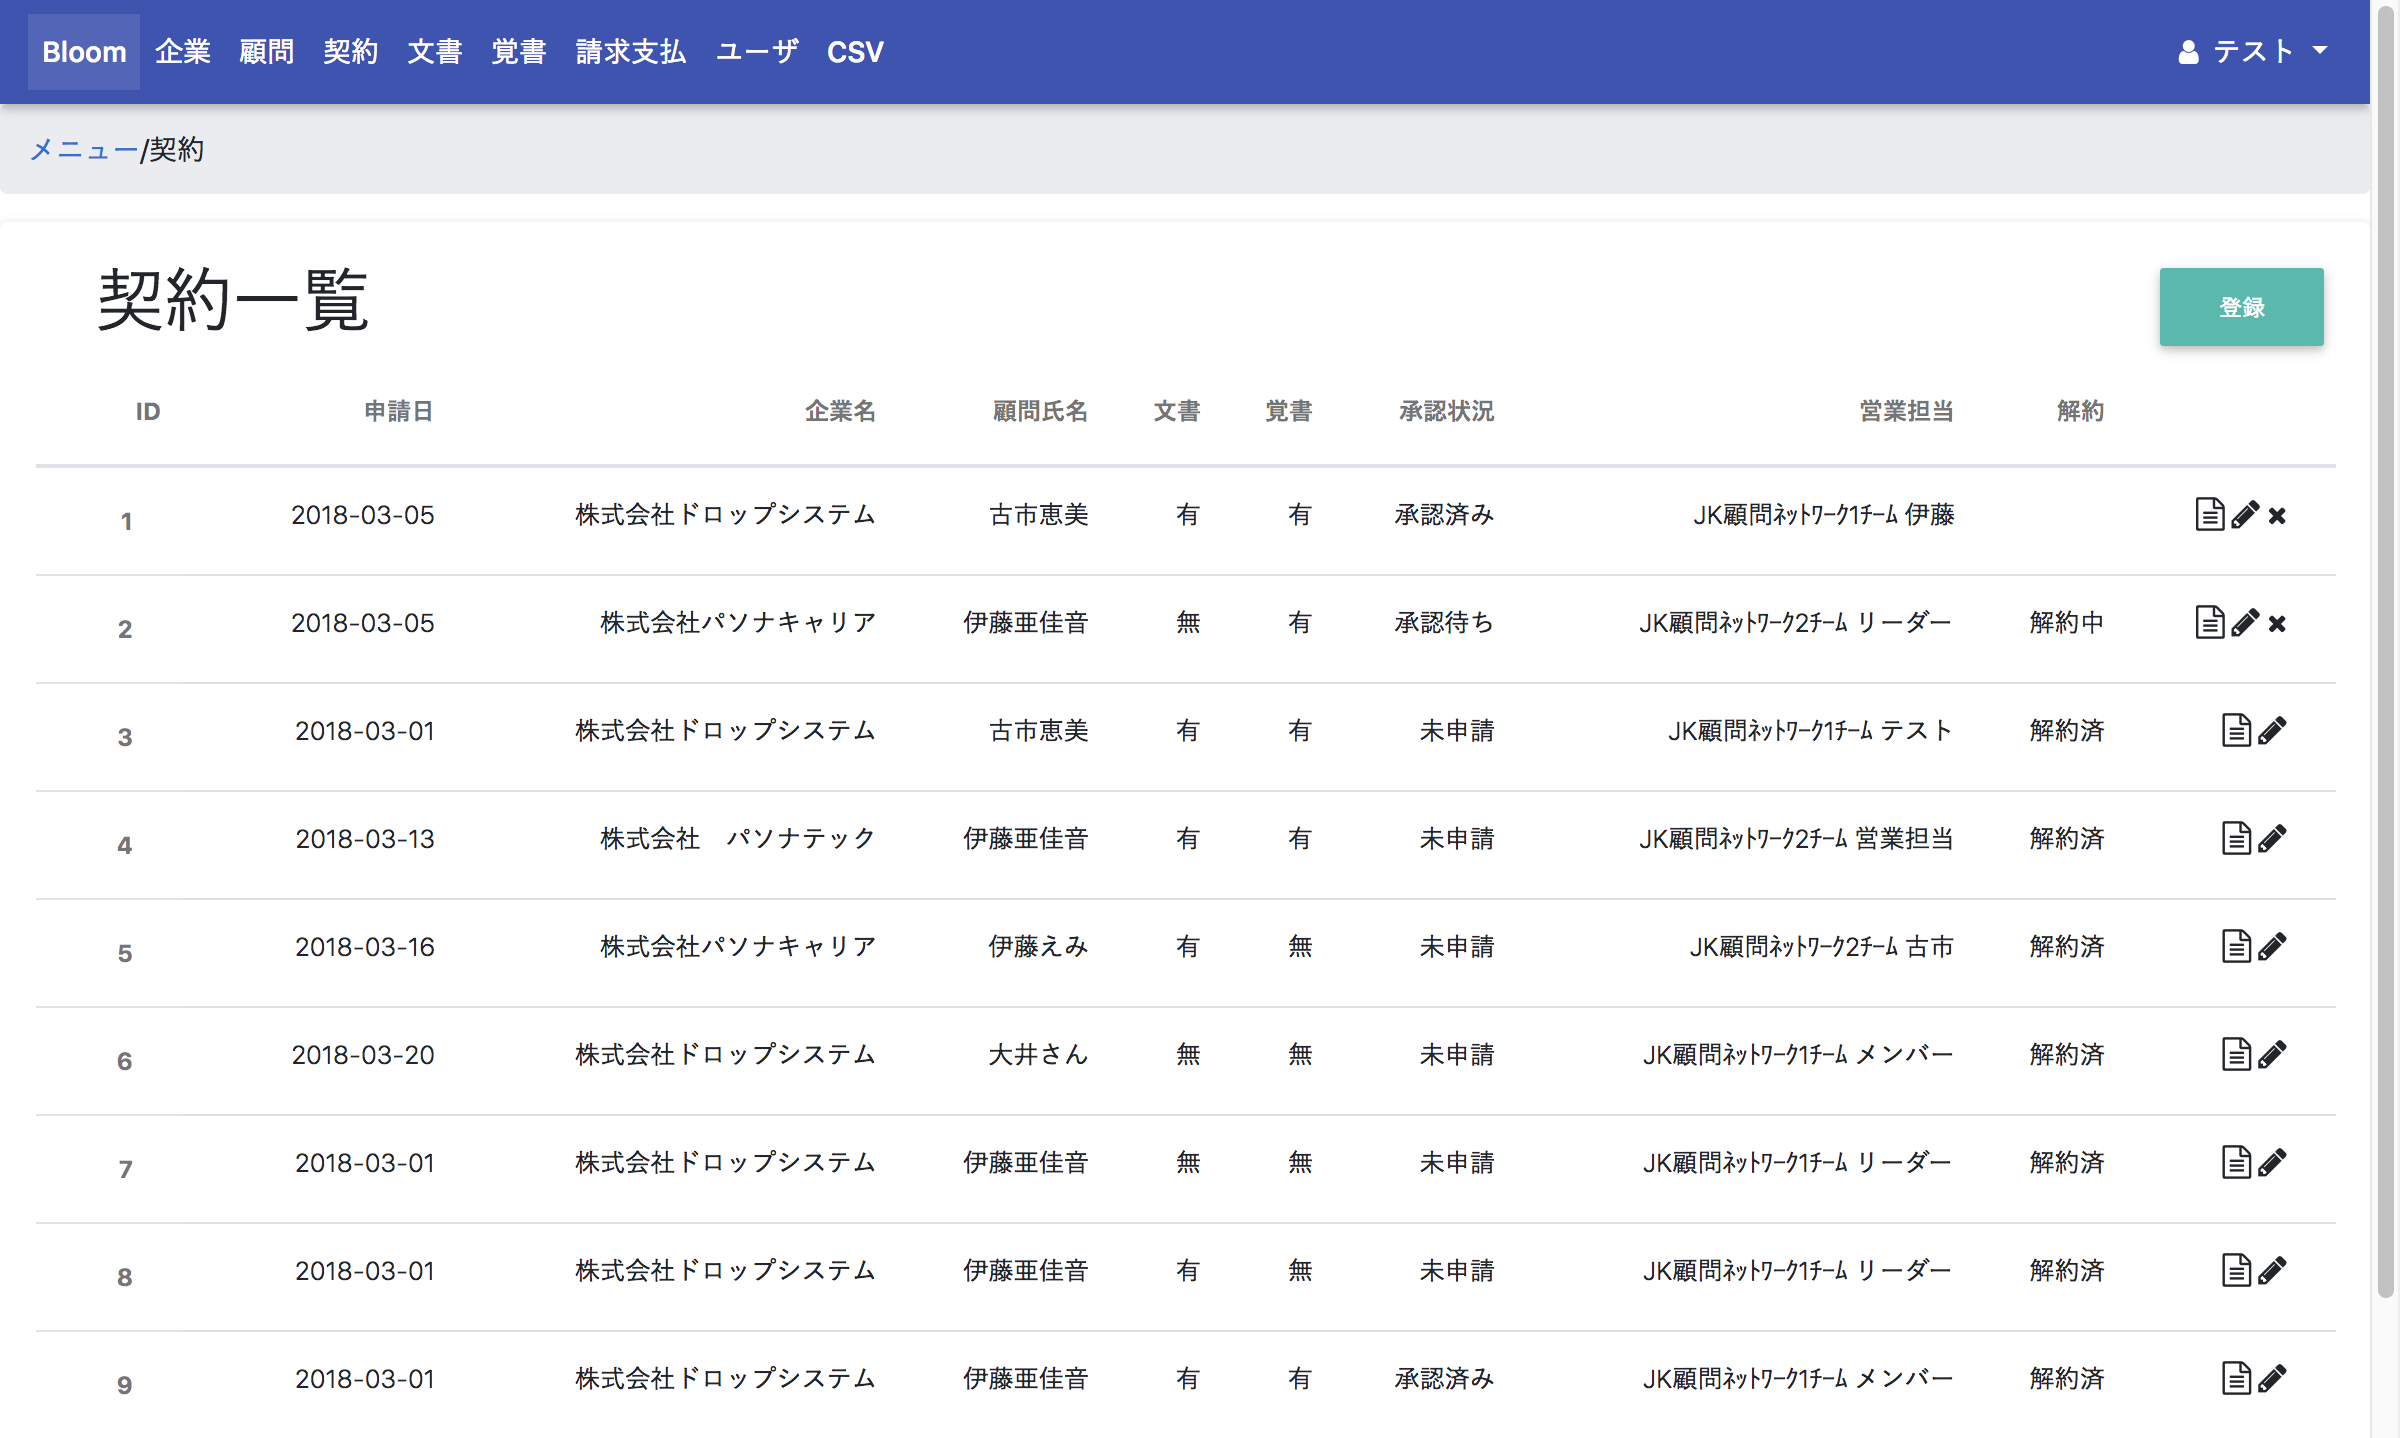 Bloom 企業 顧問 契約 文書 覚書 請求支払 ユーザ CSV テスト
メニュー/契約
契約一覧 登録
ID 申請日 企業名 顧問氏名 文書 覚書 承認状況 営業担当 解約
1 2018-03-05 株式会社ドロップシステム 古市恵美 有 有 承認済み JK顧問ﾈｯﾄﾜｰｸ1ﾁｰﾑ 伊藤
2 2018-03-05 株式会社パソナキャリア 伊藤亜佳音 無 有 承認待ち JK顧問ﾈｯﾄﾜｰｸ2ﾁｰﾑ リーダー 解約中
3 2018-03-01 株式会社ドロップシステム 古市恵美 有 有 未申請 JK顧問ﾈｯﾄﾜｰｸ1ﾁｰﾑ テスト 解約済
4 2018-03-13 株式会社　パソナテック 伊藤亜佳音 有 有 未申請 JK顧問ﾈｯﾄﾜｰｸ2ﾁｰﾑ 営業担当 解約済
5 2018-03-16 株式会社パソナキャリア 伊藤えみ 有 無 未申請 JK顧問ﾈｯﾄﾜｰｸ2ﾁｰﾑ 古市 解約済
6 2018-03-20 株式会社ドロップシステム 大井さん 無 無 未申請 JK顧問ﾈｯﾄﾜｰｸ1ﾁｰﾑ メンバー 解約済
7 2018-03-01 株式会社ドロップシステム 伊藤亜佳音 無 無 未申請 JK顧問ﾈｯﾄﾜｰｸ1ﾁｰﾑ リーダー 解約済
8 2018-03-01 株式会社ドロップシステム 伊藤亜佳音 有 無 未申請 JK顧問ﾈｯﾄﾜｰｸ1ﾁｰﾑ リーダー 解約済
9 2018-03-01 株式会社ドロップシステム 伊藤亜佳音 有 有 承認済み JK顧問ﾈｯﾄﾜｰｸ1ﾁｰﾑ メンバー 解約済